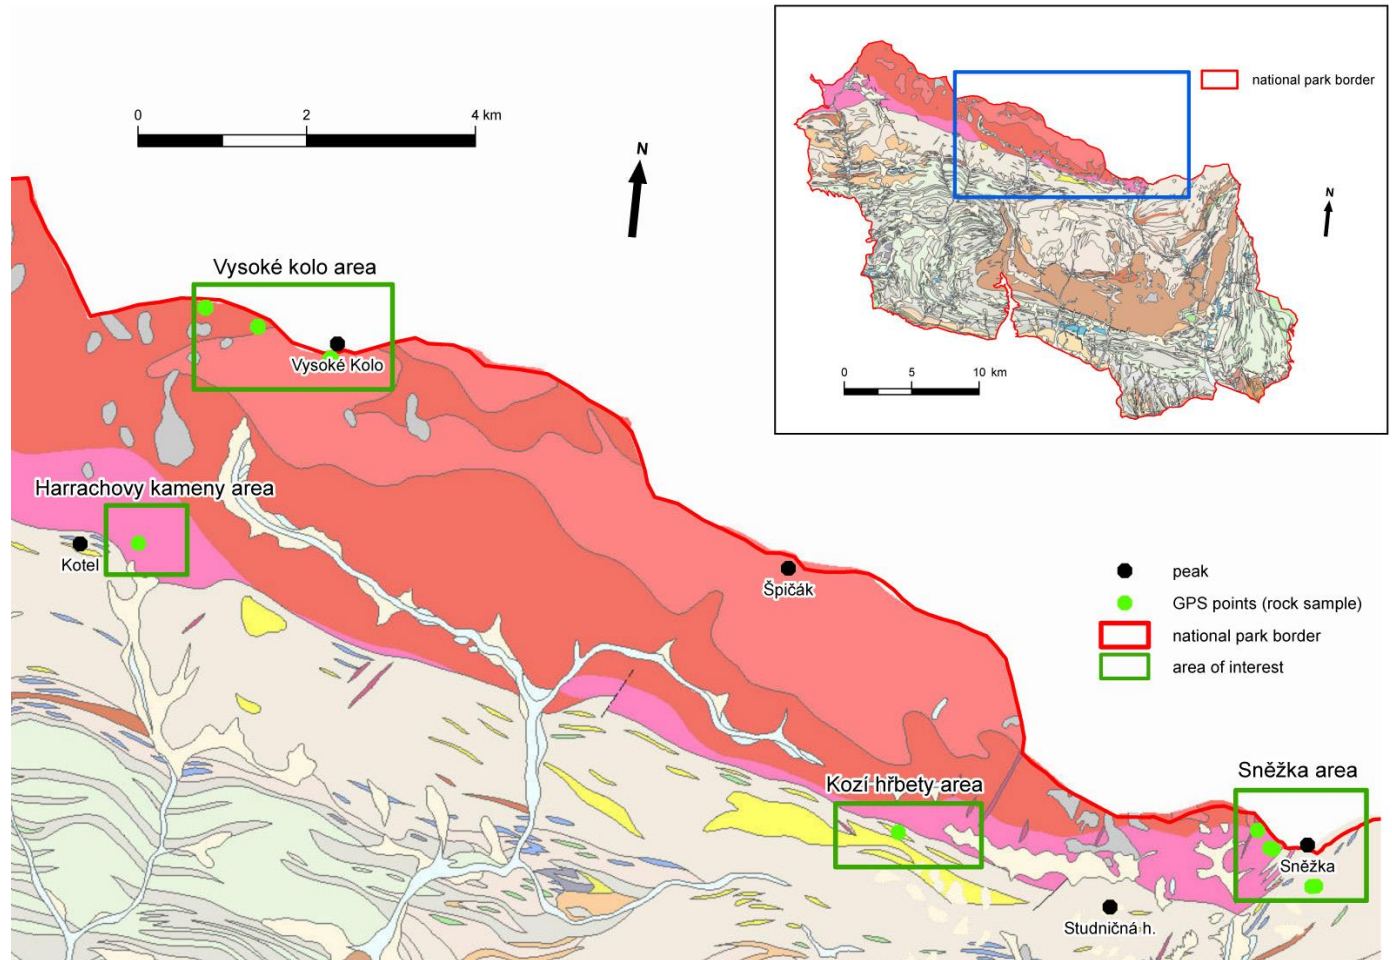 national park border
N
0 5 10 km
0 2 4 km
N
Vysoké kolo area
Vysoké Kolo
Harrachovy kameny area
Kotel
Špičák
peak
GPS points (rock sample)
national park border
area of interest
Kozí hřbety area
Sněžka area
Sněžka
Studničná h.